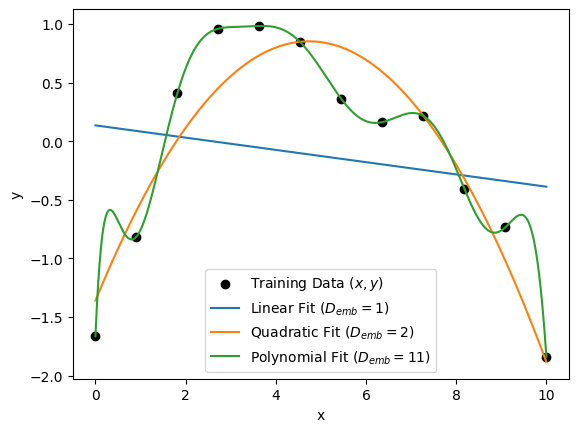 1.0
0.5
0.0
−0.5
−1.0
−1.5
−2.0
y
Training Data (x, y)
Linear Fit (D_emb = 1)
Quadratic Fit (D_emb = 2)
Polynomial Fit (D_emb = 11)
0 2 4 6 8 10
x